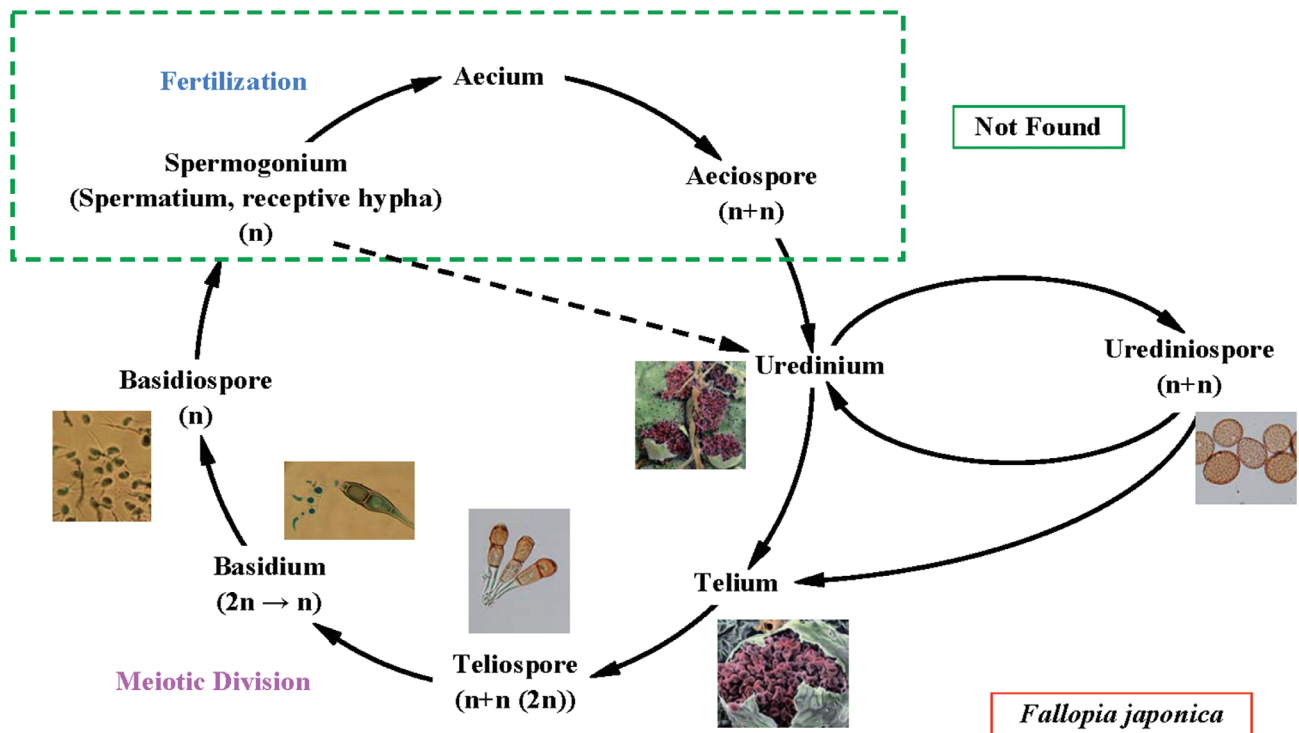 Fertilization
Aecium
Not Found
Spermogonium
(Spermatium, receptive hypha)
(n)
Aeciospore
(n+n)
Uredinium
Urediniospore
(n+n)
Basidiospore
(n)
Basidium
(2n → n)
Telium
Teliospore
(n+n (2n))
Meiotic Division
Fallopia japonica